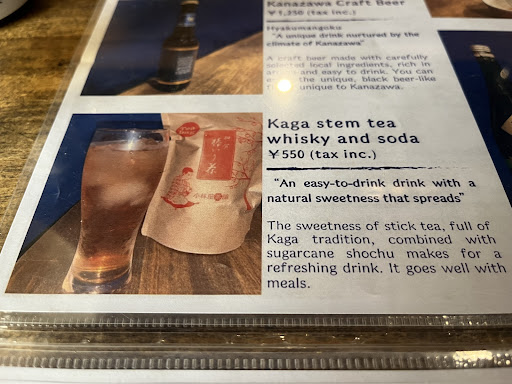 Kanazawa Craft Beer
¥1,250 (tax inc.)
Hyakumangoku
"A unique drink nurtured by the
climate of Kanazawa"
A craft beer made with carefully
selected local ingredients, rich in
and easy to drink. You can
the unique, black beer-like
unique to Kanazawa.
Kaga stem tea
whisky and soda
¥550 (tax inc.)
"An easy-to-drink drink with a
natural sweetness that spreads"
The sweetness of stick tea, full of
Kaga tradition, combined with
sugarcane shochu makes for a
refreshing drink. It goes well with
meals.